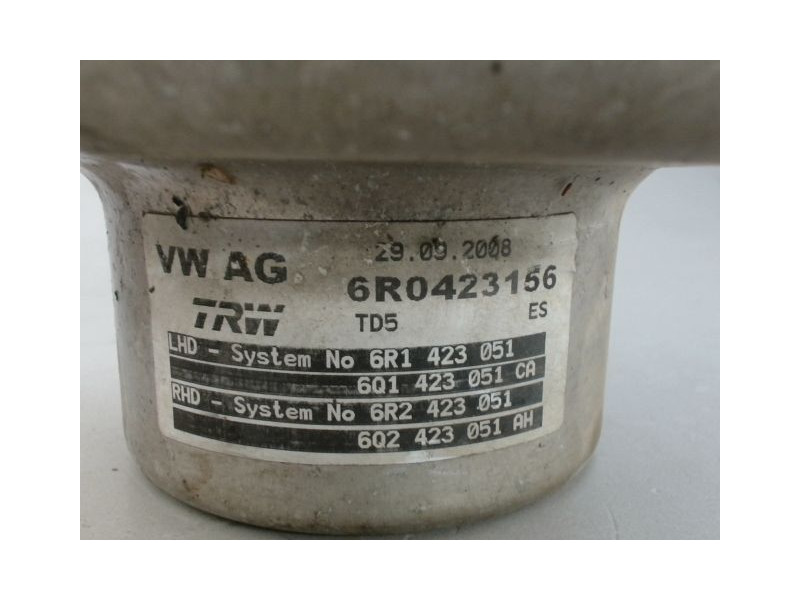 29.09.2008
VW AG 6R0423156
TRW TD5 ES
LHD - System No 6R1 423 051
6Q1 423 051 CA
RHD - System No 6R2 423 051
6Q2 423 051 AH